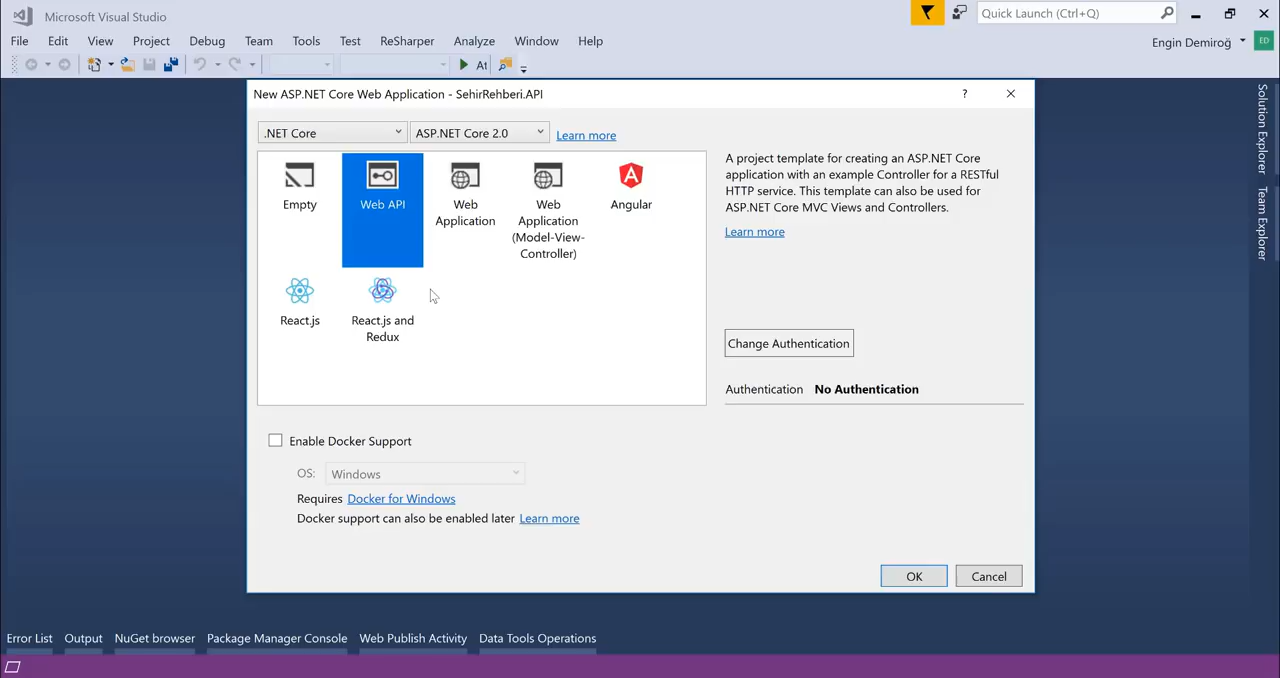 Microsoft Visual Studio
Quick Launch (Ctrl+Q)
File Edit View Project Debug Team Tools Test ReSharper Analyze Window Help
Engin Demiroğ ED
At
New ASP.NET Core Web Application - SehirRehberi.API ?
.NET Core ASP.NET Core 2.0 Learn more
Empty
Web API
Web
Application
Web
Application
(Model-View-
Controller)
Angular
React.js
React.js and
Redux
A project template for creating an ASP.NET Core
application with an example Controller for a RESTful
HTTP service. This template can also be used for
ASP.NET Core MVC Views and Controllers.
Learn more
Change Authentication
Authentication No Authentication
Enable Docker Support
OS: Windows
Requires Docker for Windows
Docker support can also be enabled later Learn more
OK Cancel
Solution Explorer
Team Explorer
Error List Output NuGet browser Package Manager Console Web Publish Activity Data Tools Operations